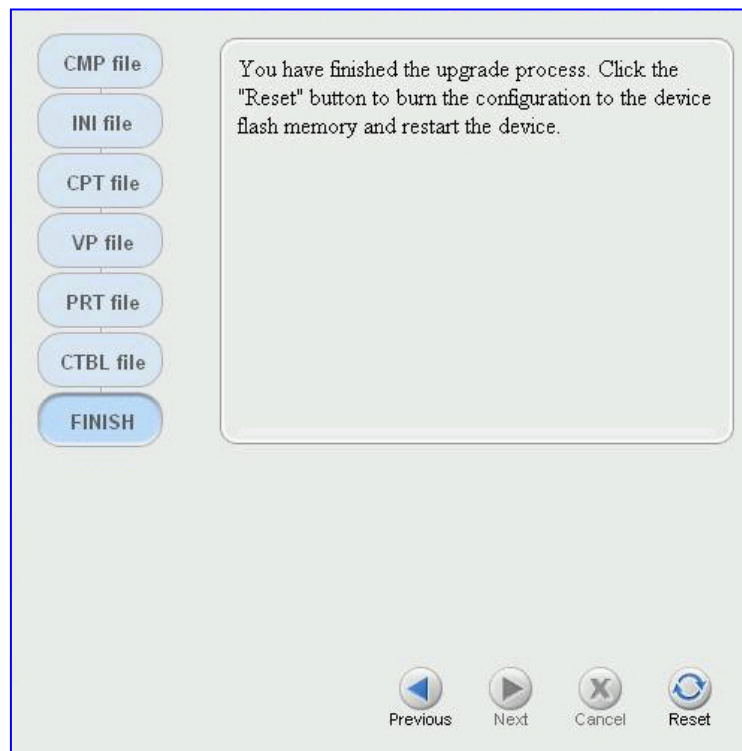 CMP file
INI file
CPT file
VP file
PRT file
CTBL file
FINISH
You have finished the upgrade process. Click the
"Reset" button to burn the configuration to the device
flash memory and restart the device.
Previous Next Cancel Reset